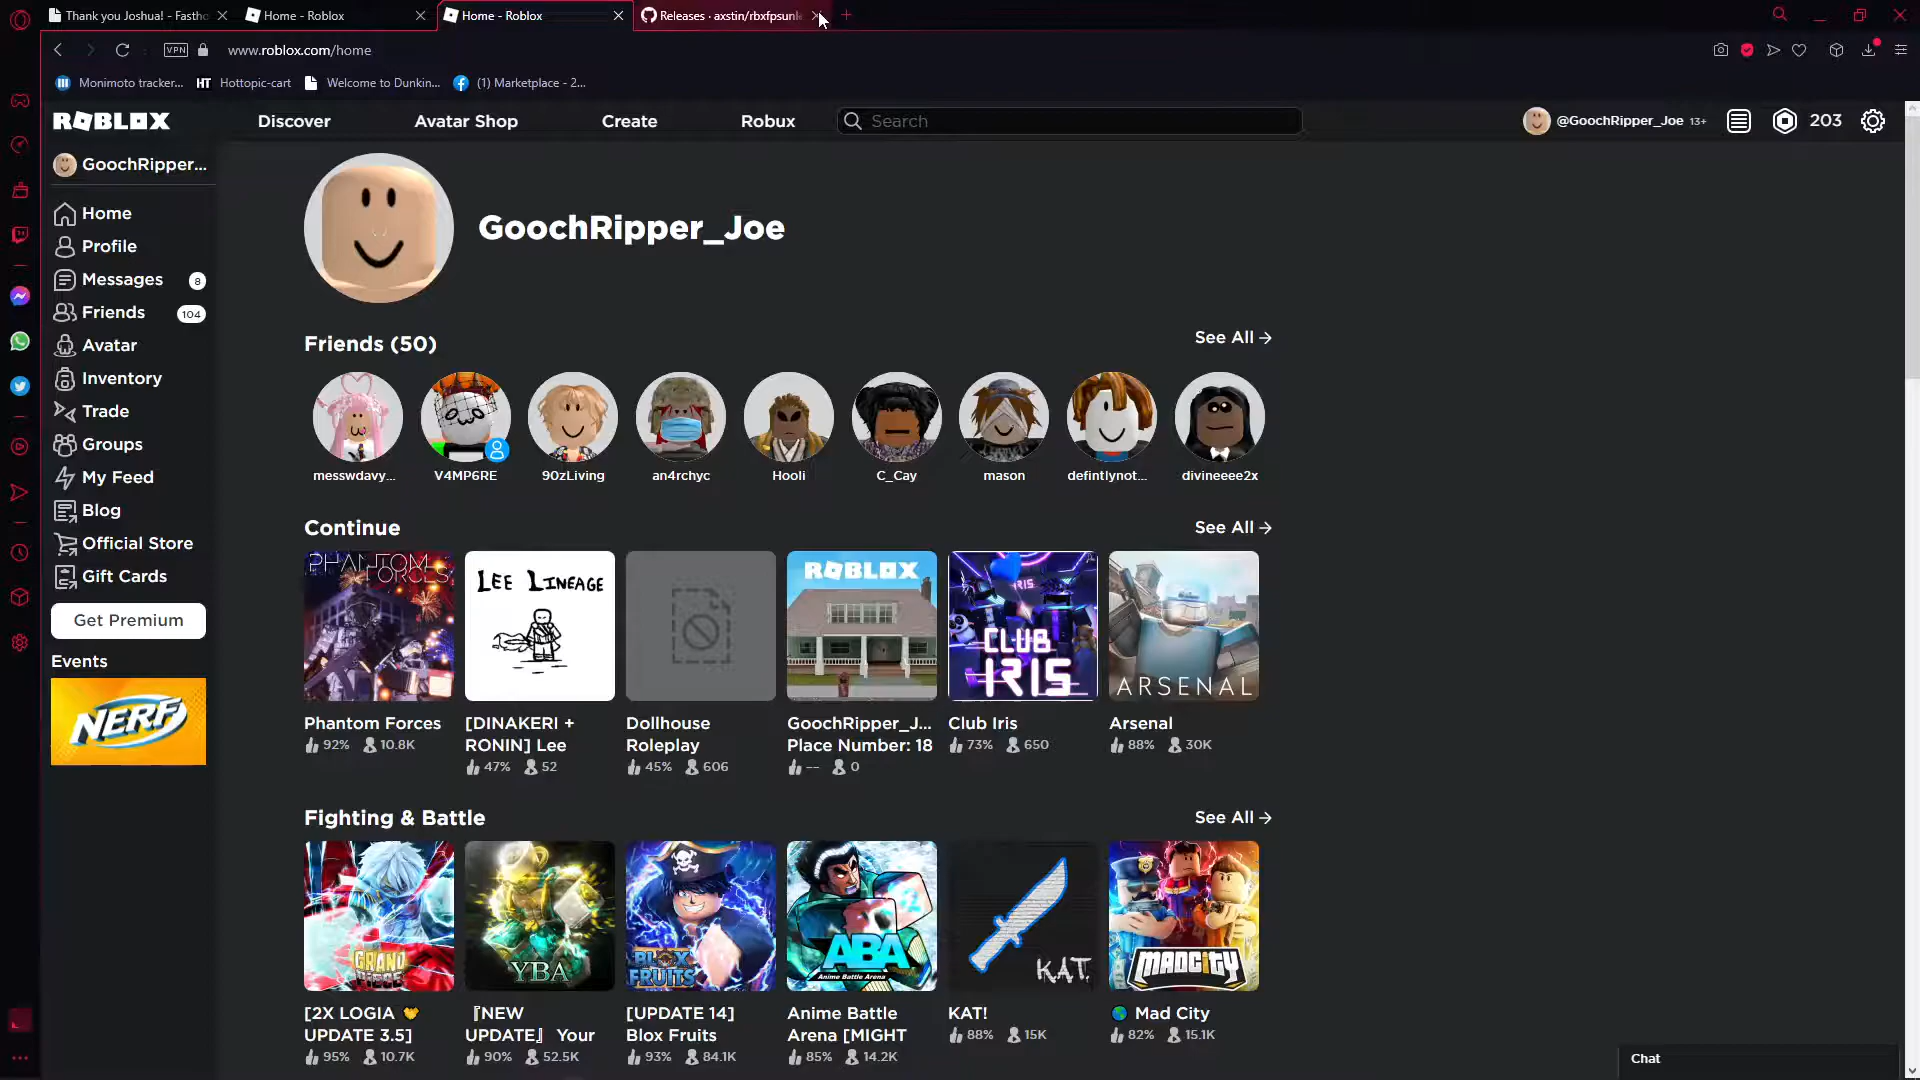 Thank you Joshua! - Fastho
Home - Roblox
Home - Roblox
Releases · axstin/rbxfpsunl
VPN
www.roblox.com/home
Monimoto tracker...
HT Hottopic-cart
Welcome to Dunkin...
(1) Marketplace - 2...
ROBLOX
Discover
Avatar Shop
Create
Robux
Search
@GoochRipper_Joe 13+
203
GoochRipper...
Home
Profile
Messages 8
Friends 104
Avatar
Inventory
Trade
Groups
My Feed
Blog
Official Store
Gift Cards
Get Premium
Events
NERF
GoochRipper_Joe
Friends (50)
See All
messwdavy...
V4MP6RE
90zLiving
an4rchyc
Hooli
C_Cay
mason
defintlynot...
divineeee2x
Continue
See All
PHANTOM FORCES
LEE LINEAGE
ROBLOX
IRIS
CLUB IRIS
ARSENAL
Phantom Forces
92% 10.8K
[DINAKERI + RONIN] Lee
47% 52
Dollhouse Roleplay
45% 606
GoochRipper_J... Place Number: 18
-- 0
Club Iris
73% 650
Arsenal
88% 30K
Fighting & Battle
See All
GRAND PIECE
YBA
BLOX FRUITS
ABA
Anime Battle Arena
KAT.
MADCITY
[2X LOGIA UPDATE 3.5]
95% 10.7K
『NEW UPDATE』 Your
90% 52.5K
[UPDATE 14] Blox Fruits
93% 84.1K
Anime Battle Arena [MIGHT
85% 14.2K
KAT!
88% 15K
Mad City
82% 15.1K
Chat